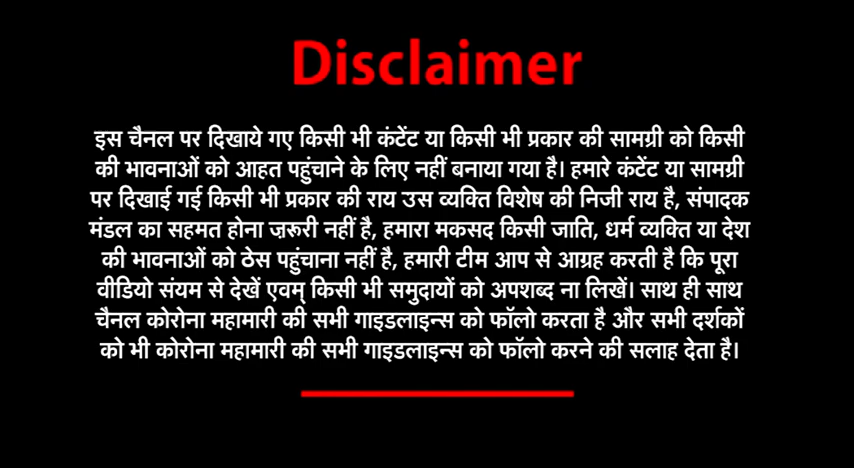 Disclaimer
इस चैनल पर दिखाये गए किसी भी कंटेंट या किसी भी प्रकार की सामग्री को किसी
की भावनाओं को आहत पहुंचाने के लिए नहीं बनाया गया है। हमारे कंटेंट या सामग्री
पर दिखाई गई किसी भी प्रकार की राय उस व्यक्ति विशेष की निजी राय है, संपादक
मंडल का सहमत होना ज़रूरी नहीं है, हमारा मकसद किसी जाति, धर्म व्यक्ति या देश
की भावनाओं को ठेस पहुंचाना नहीं है, हमारी टीम आप से आग्रह करती है कि पूरा
वीडियो संयम से देखें एवम् किसी भी समुदायों को अपशब्द ना लिखें। साथ ही साथ
चैनल कोरोना महामारी की सभी गाइडलाइन्स को फॉलो करता है और सभी दर्शकों
को भी कोरोना महामारी की सभी गाइडलाइन्स को फॉलो करने की सलाह देता है।